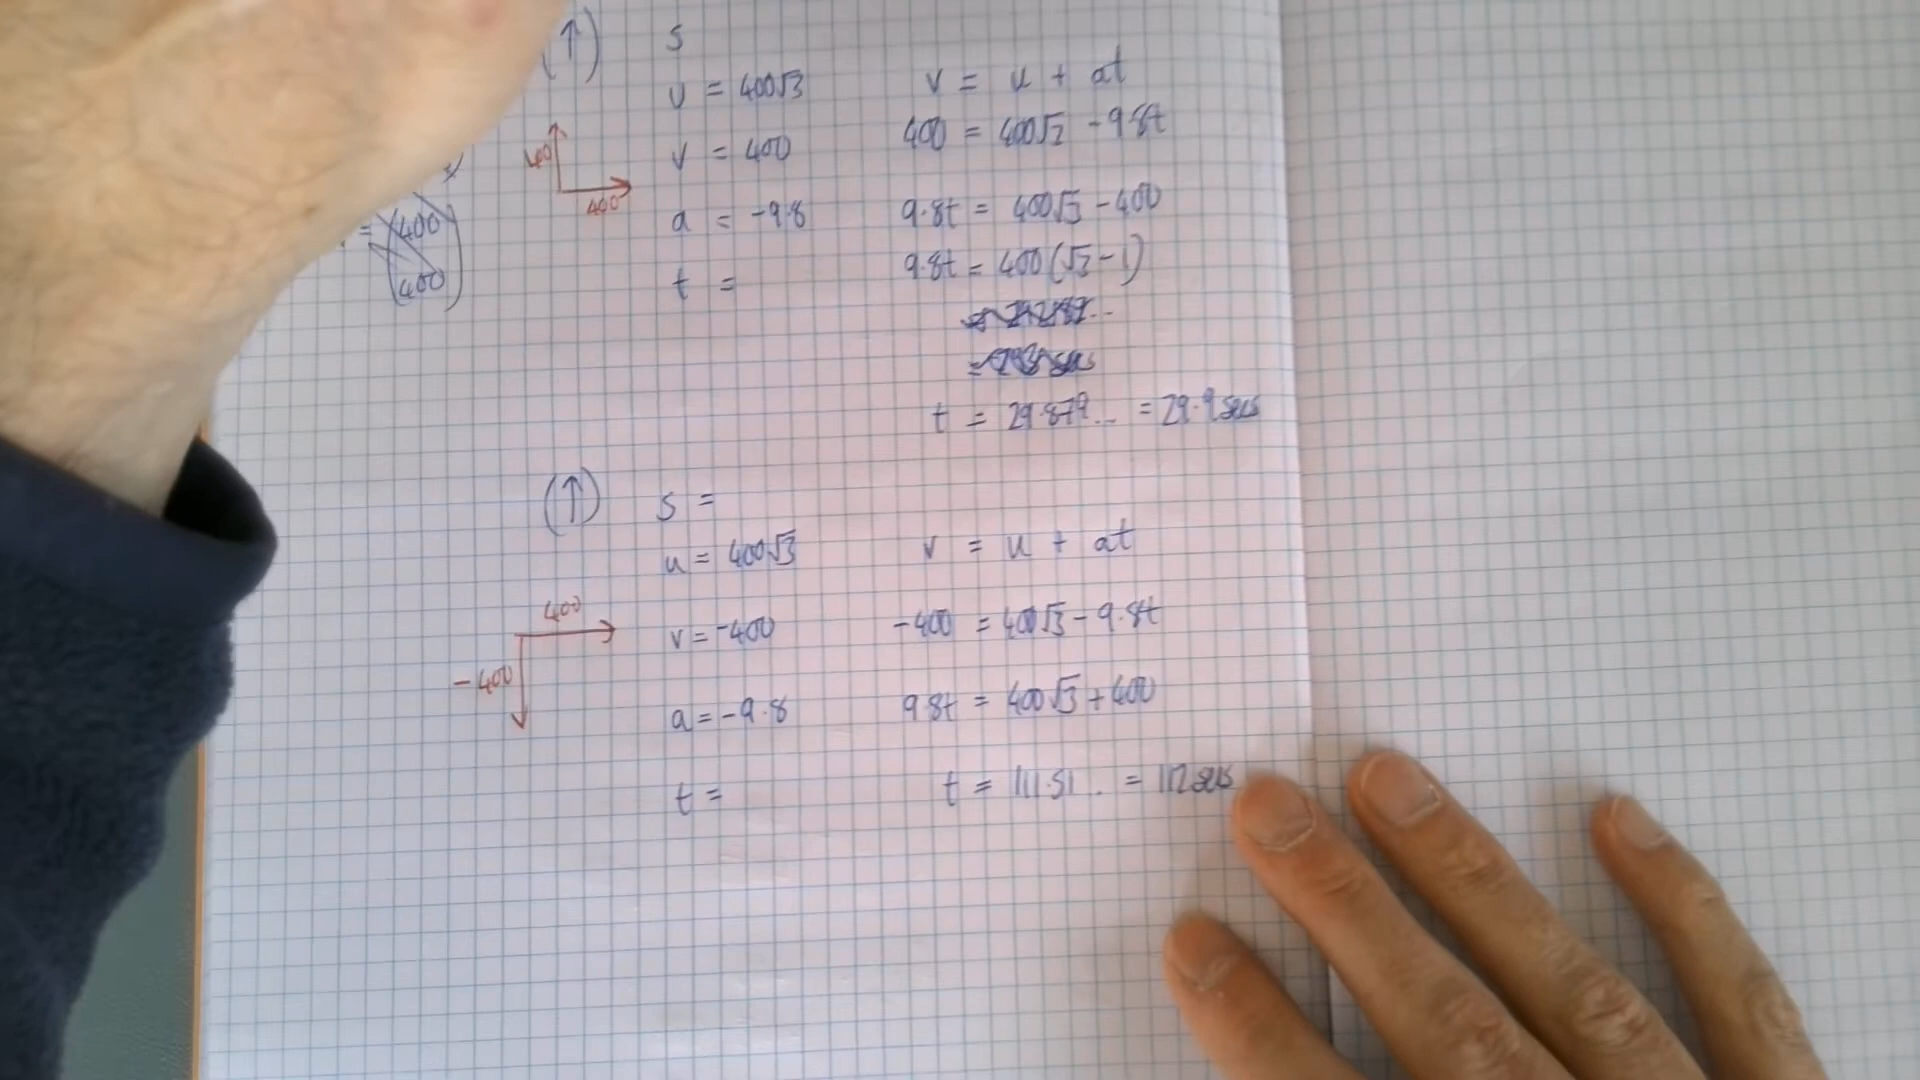 (↑) s
u = 400√3 v = u + at
v = 400 400 = 400√3 - 9.8t
400
400
a = -9.8 9.8t = 400√3 - 400
= (400
400)
t = 9.8t = 400(√3 - 1)
t = 29.879... = 29.9 secs
(↑) s =
u = 400√3 v = u + at
400
v = -400 -400 = 400√3 - 9.8t
-400
a = -9.8 9.8t = 400√3 + 400
t = t = 111.51.. = 112 secs